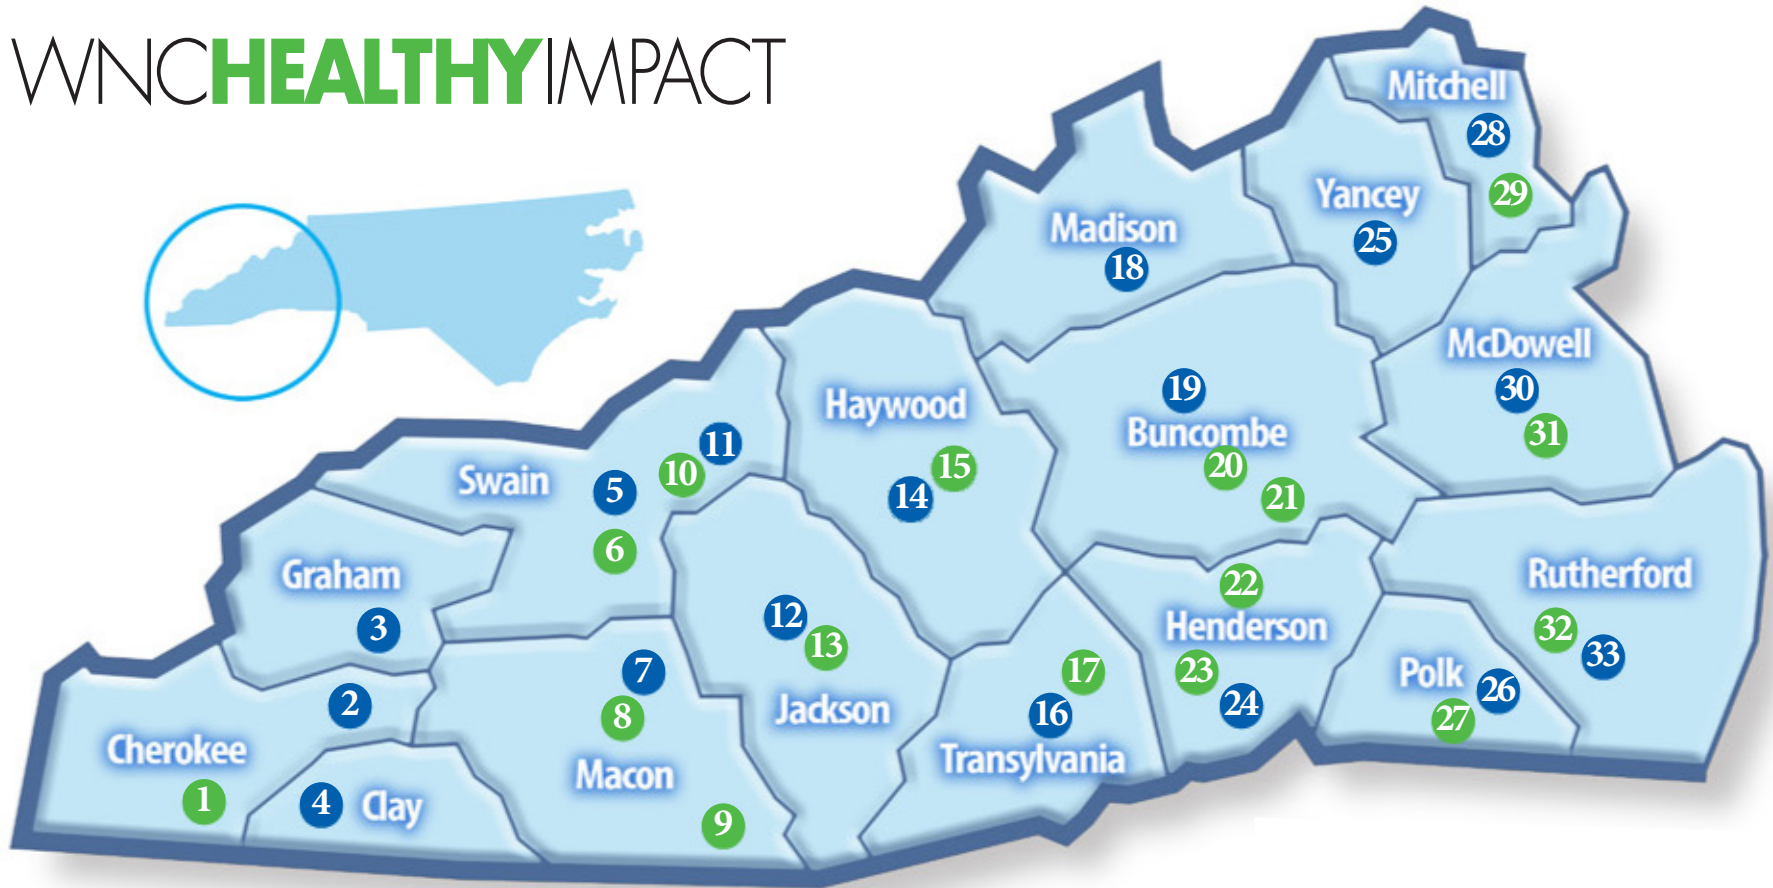 WNCHEALTHYIMPACT
Mitchell
28
29
Yancey
25
Madison
18
McDowell
30
31
Haywood
15
14
19
Buncombe
20
21
11
10
Swain
5
6
Graham
3
22
Henderson
23
24
Rutherford
32
33
Polk
26
27
12
13
Jackson
17
16
Transylvania
7
8
Macon
9
2
Cherokee
1
4
Clay